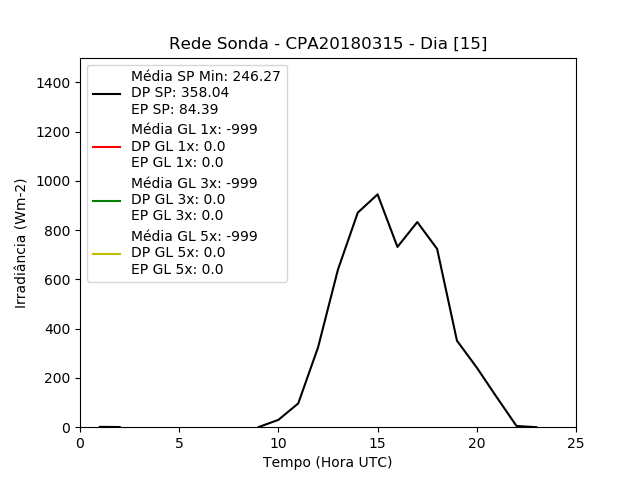 Rede Sonda - CPA20180315 - Dia [15]
Média SP Min: 246.27
DP SP: 358.04
EP SP: 84.39
Média GL 1x: -999
DP GL 1x: 0.0
EP GL 1x: 0.0
Média GL 3x: -999
DP GL 3x: 0.0
EP GL 3x: 0.0
Média GL 5x: -999
DP GL 5x: 0.0
EP GL 5x: 0.0
Irradiância (Wm-2)
1400
1200
1000
800
600
400
200
0
0 5 10 15 20 25
Tempo (Hora UTC)